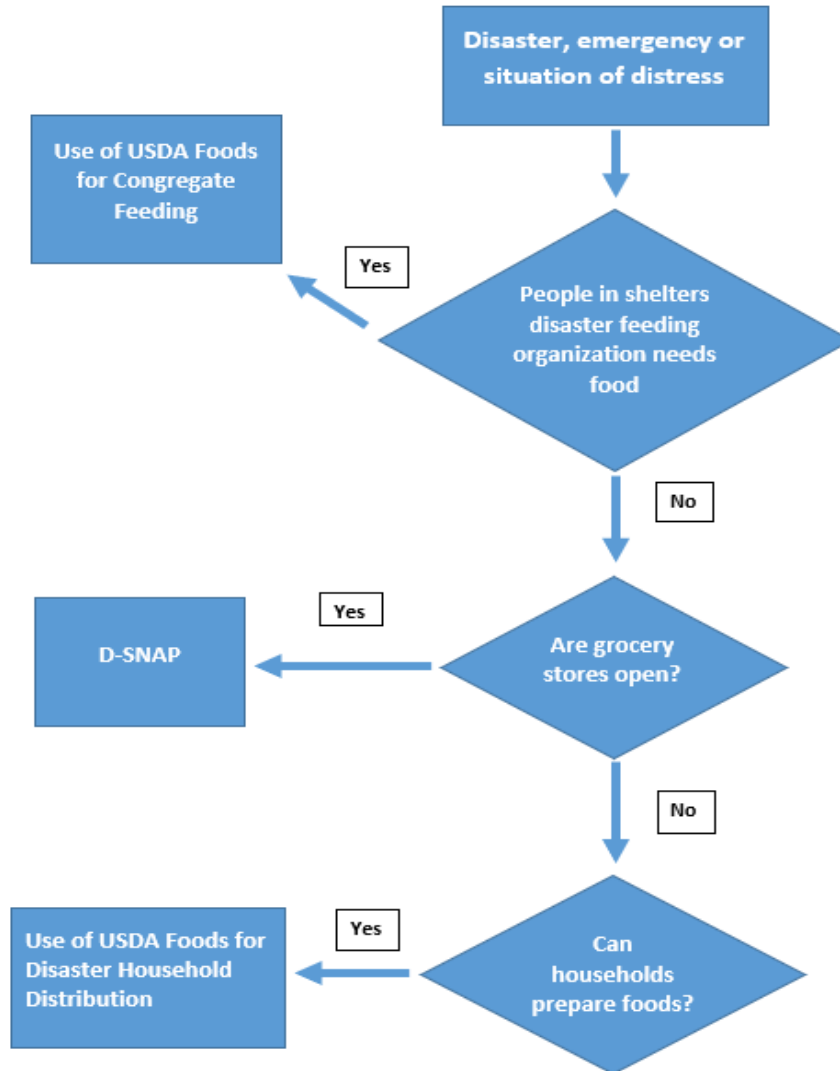 Disaster, emergency or
situation of distress
Use of USDA Foods
for Congregate
Feeding
Yes
People in shelters
disaster feeding
organization needs
food
No
D-SNAP
Yes
Are grocery
stores open?
No
Use of USDA Foods for
Disaster Household
Distribution
Yes
Can
households
prepare foods?